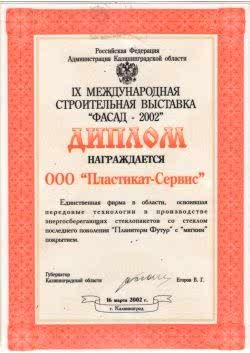 Российская Федерация
Администрация Калининградской области
IX МЕЖДУНАРОДНАЯ
СТРОИТЕЛЬНАЯ ВЫСТАВКА
"ФАСАД - 2002"
ДИПЛОМ
НАГРАЖДАЕТСЯ
ООО "Пластикат-Сервис"
Единственная фирма в области, освоившая
передовые технологии в производстве
энергосберегающих стеклопакетов со стеклом
последнего поколения "Планитерм Футур" с "мягким"
покрытием.
Губернатор
Калининградской области
Егоров В. Г.
16 марта 2002 г.
г. Калининград